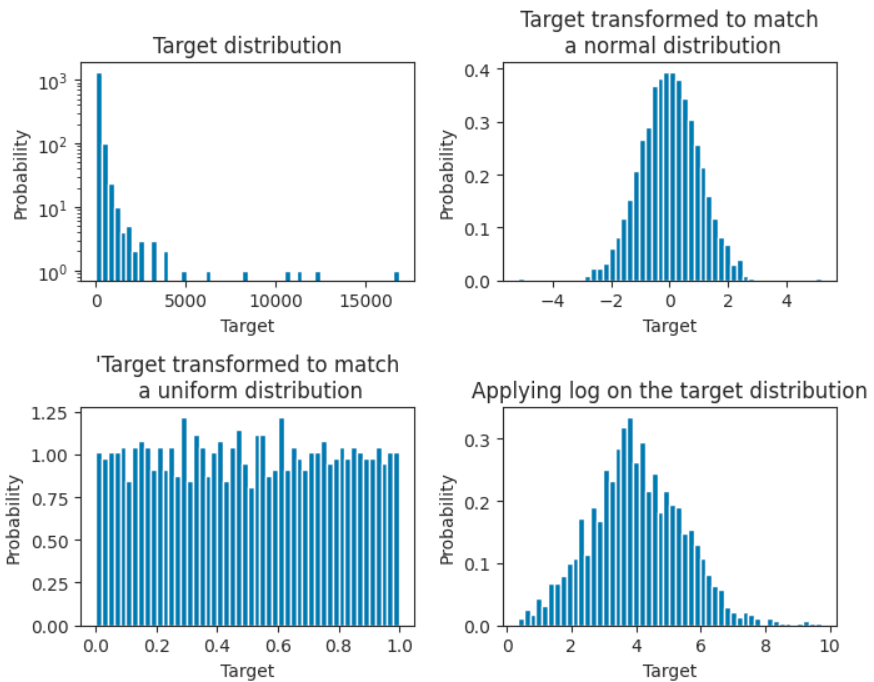 Target distribution
Probability
10³
10²
10¹
10⁰
0 5000 10000 15000
Target
Target transformed to match
a normal distribution
Probability
0.4
0.3
0.2
0.1
0.0
−4 −2 0 2 4
Target
'Target transformed to match
a uniform distribution
Probability
1.25
1.00
0.75
0.50
0.25
0.00
0.0 0.2 0.4 0.6 0.8 1.0
Target
Applying log on the target distribution
Probability
0.3
0.2
0.1
0.0
0 2 4 6 8 10
Target